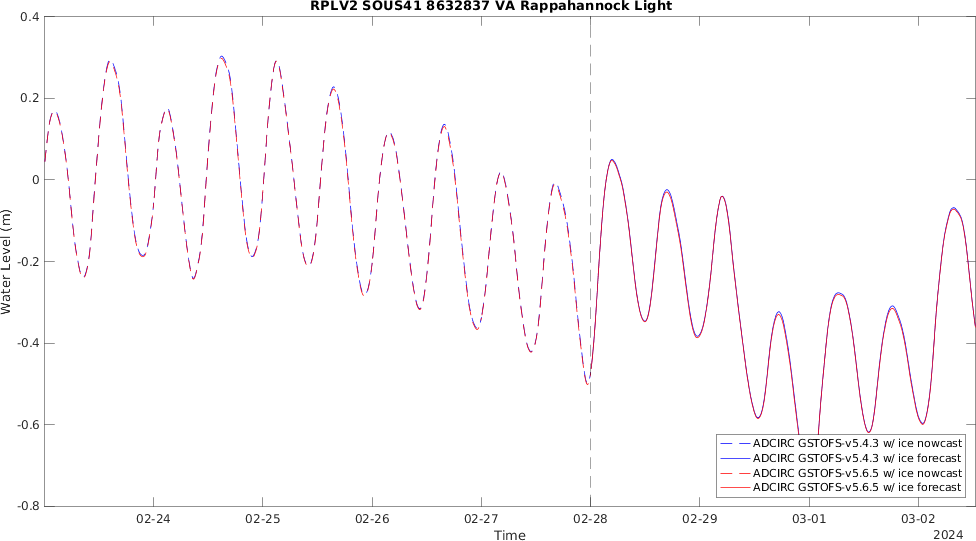 RPLV2 SOUS41 8632837 VA Rappahannock Light
0.4
0.2
0
-0.2
-0.4
-0.6
-0.8
Water Level (m)
02-24
02-25
02-26
02-27
02-28
02-29
03-01
03-02
Time
2024
ADCIRC GSTOFS-v5.4.3 w/ ice nowcast
ADCIRC GSTOFS-v5.4.3 w/ ice forecast
ADCIRC GSTOFS-v5.6.5 w/ ice nowcast
ADCIRC GSTOFS-v5.6.5 w/ ice forecast